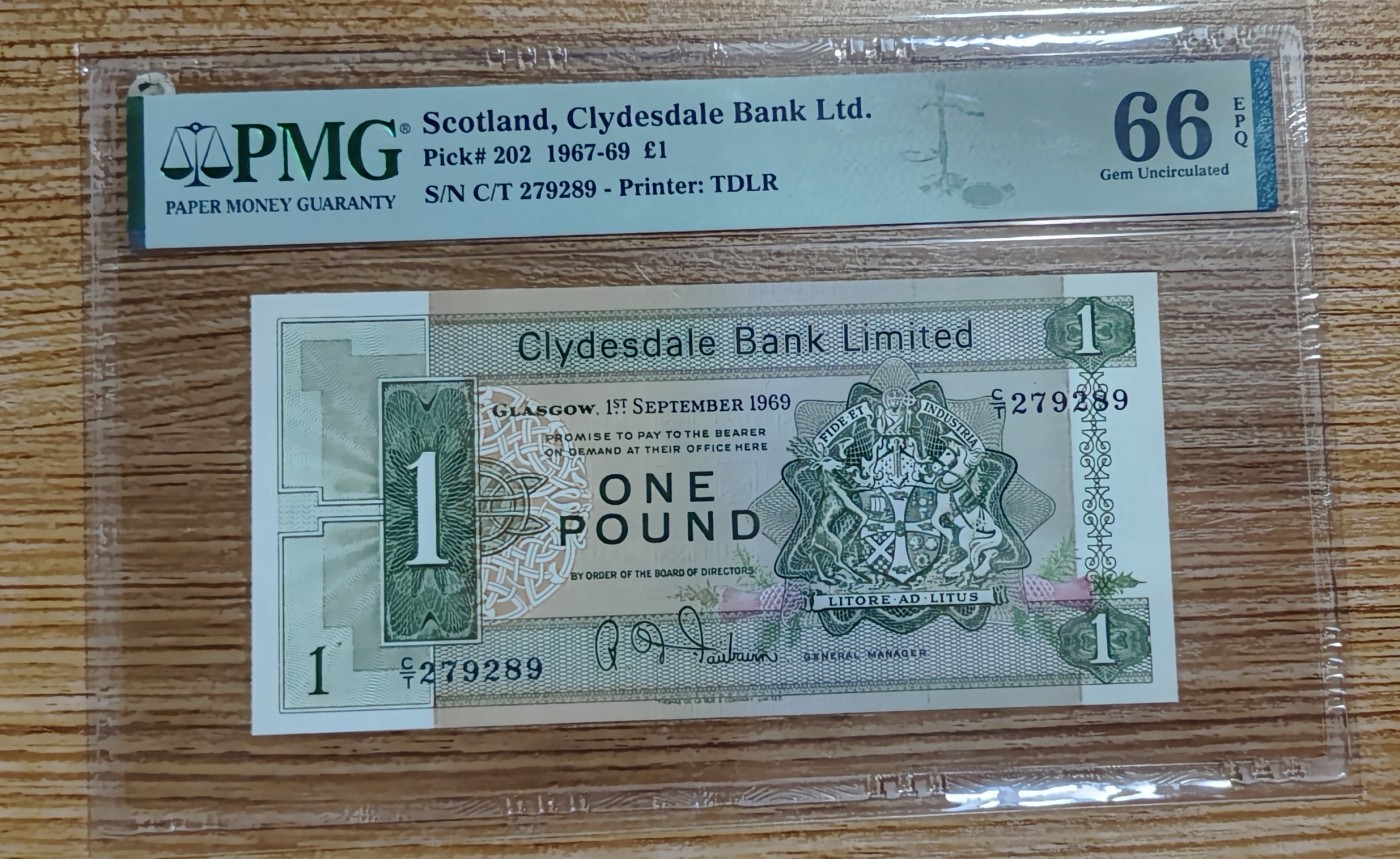 PMG®
PAPER MONEY GUARANTY
Scotland, Clydesdale Bank Ltd.
Pick# 202 1967-69 £1
S/N C/T 279289 - Printer: TDLR
66
EPQ
Gem Uncirculated
Clydesdale Bank Limited
1
GLASGOW, 1ST SEPTEMBER 1969
C/T 279289
PROMISE TO PAY TO THE BEARER
ON DEMAND AT THEIR OFFICE HERE
FIDE ET INDUSTRIA
1
ONE
POUND
BY ORDER OF THE BOARD OF DIRECTORS
LITORE·AD·LITUS
GENERAL MANAGER
1
1
C/T 279289